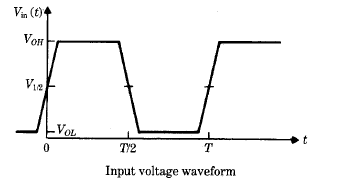 V_in (t)
V_OH
V_1/2
V_OL
0 T/2 T t
Input voltage waveform